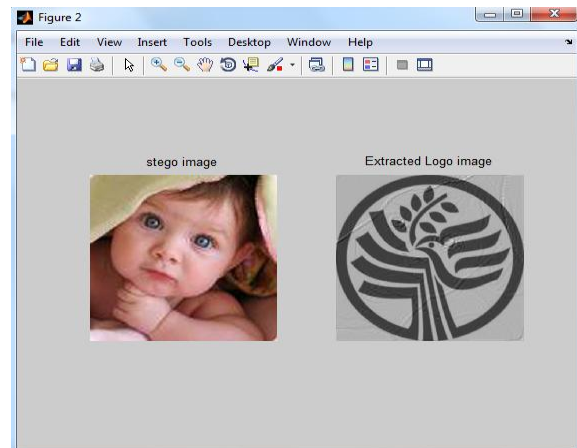 Figure 2
File Edit View Insert Tools Desktop Window Help
stego image
Extracted Logo image